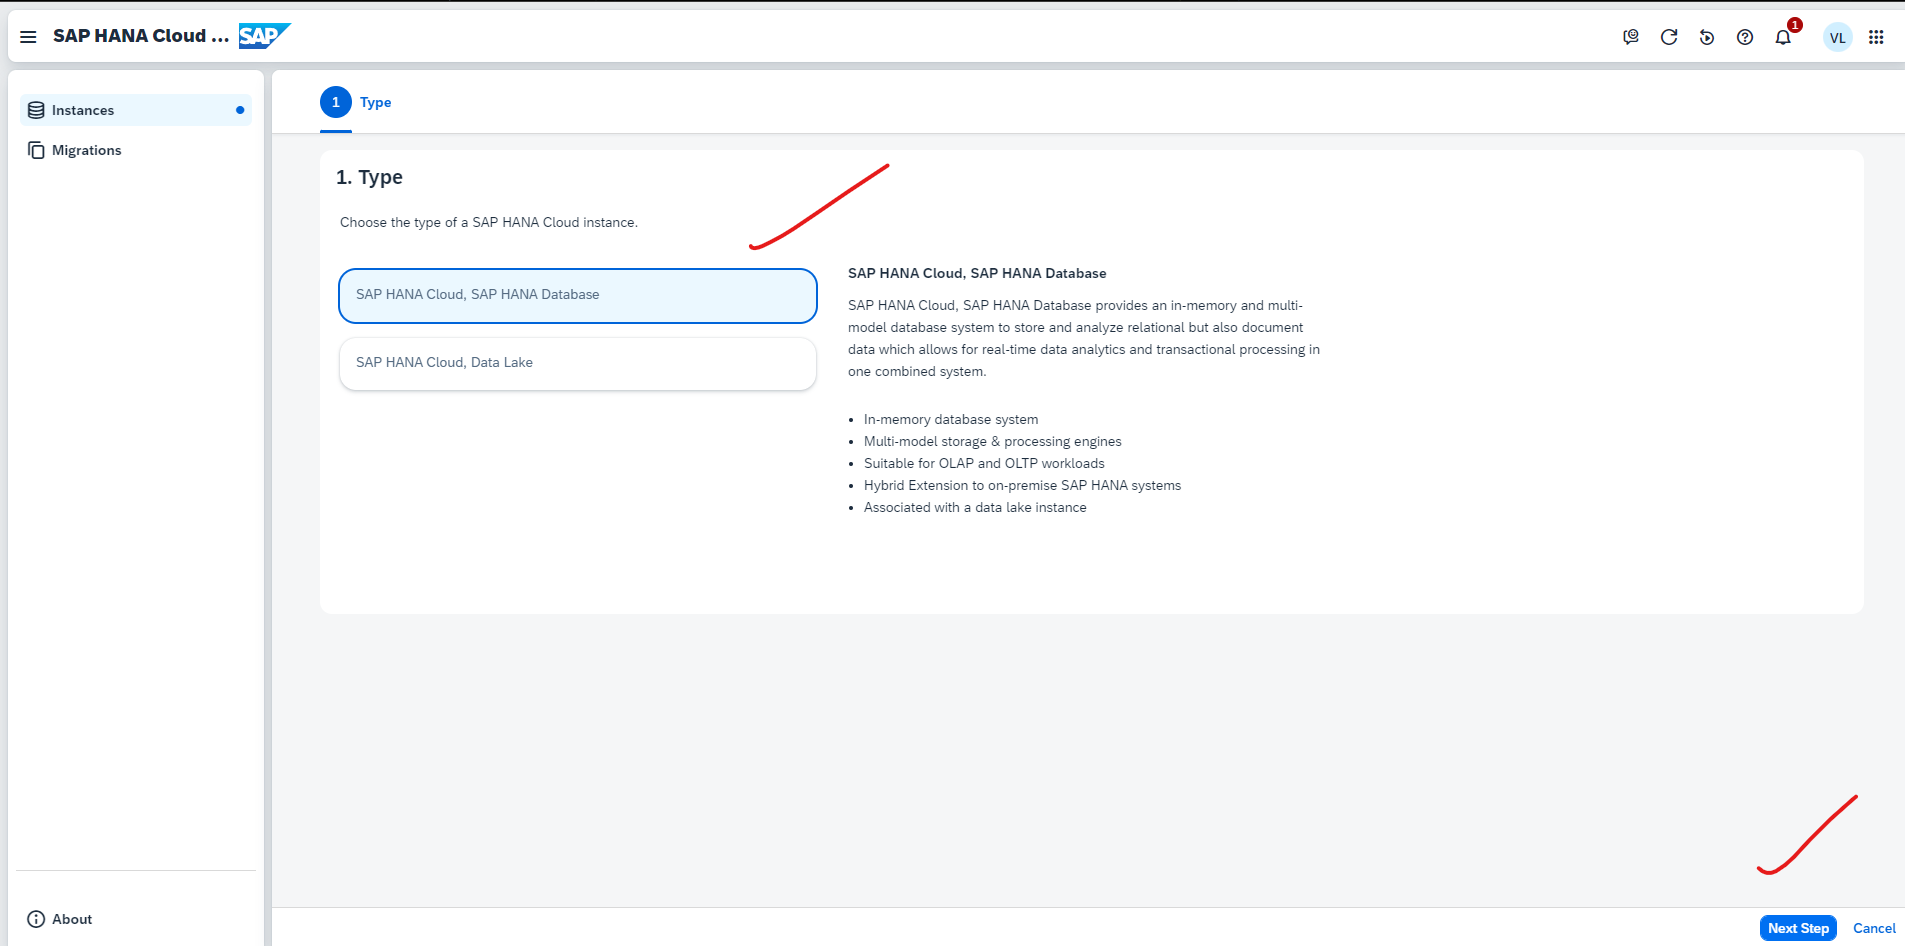 SAP HANA Cloud ... SAP
1
VL
Instances
Migrations
1 Type
1. Type
Choose the type of a SAP HANA Cloud instance.
SAP HANA Cloud, SAP HANA Database
SAP HANA Cloud, Data Lake
SAP HANA Cloud, SAP HANA Database
SAP HANA Cloud, SAP HANA Database provides an in-memory and multi-
model database system to store and analyze relational but also document
data which allows for real-time data analytics and transactional processing in
one combined system.
• In-memory database system
• Multi-model storage & processing engines
• Suitable for OLAP and OLTP workloads
• Hybrid Extension to on-premise SAP HANA systems
• Associated with a data lake instance
About
Next Step Cancel